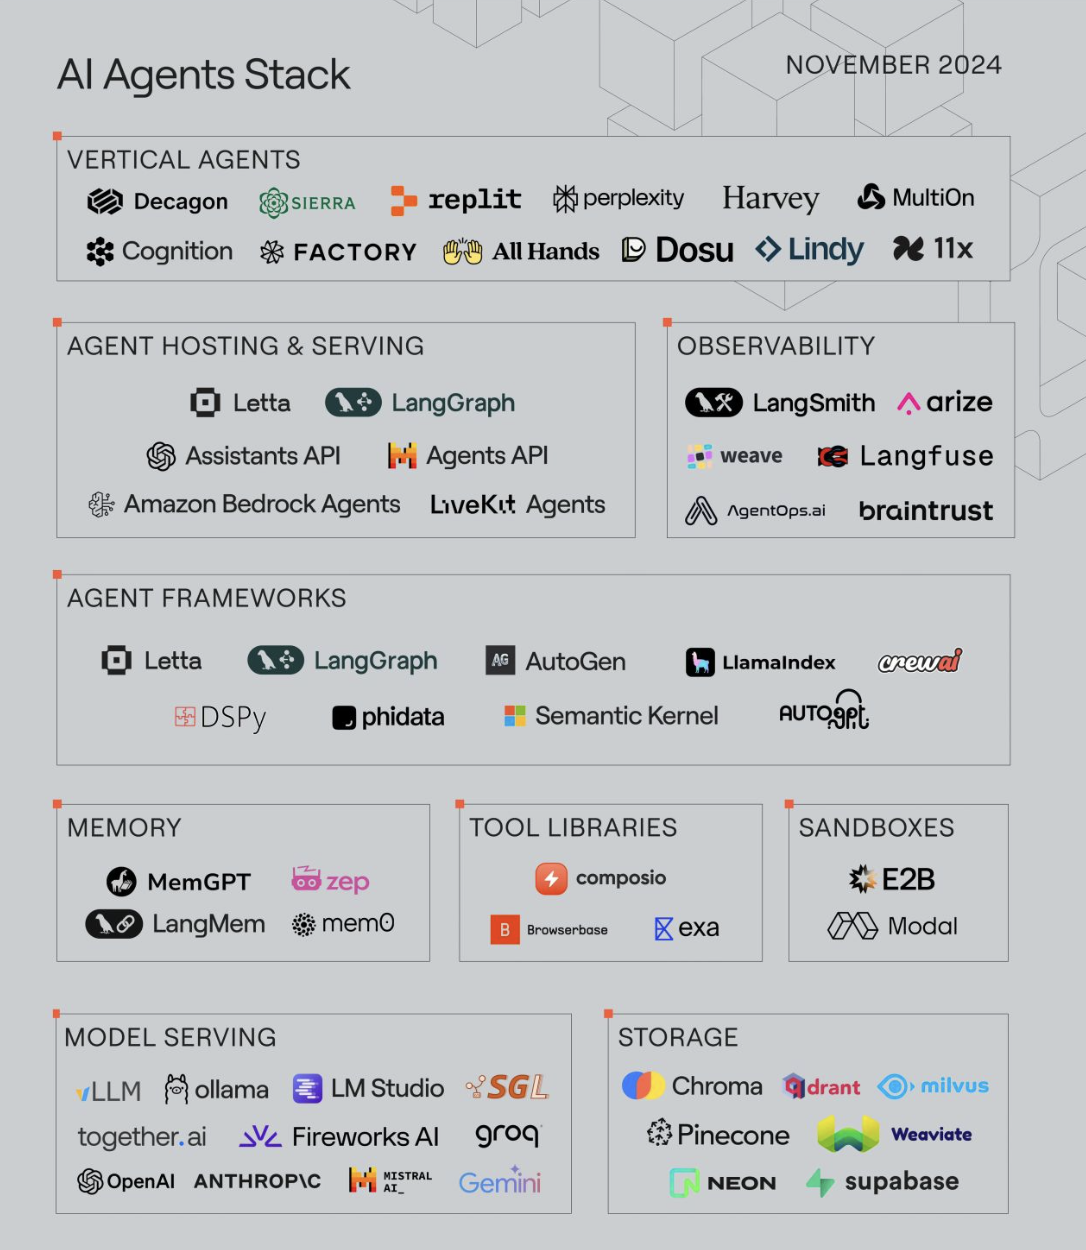 AI Agents Stack
NOVEMBER 2024
VERTICAL AGENTS
Decagon SIERRA replit perplexity Harvey MultiOn
Cognition FACTORY All Hands Dosu Lindy 11x
AGENT HOSTING & SERVING
Letta LangGraph
Assistants API Agents API
Amazon Bedrock Agents LiveKit Agents
OBSERVABILITY
LangSmith arize
weave Langfuse
AgentOps.ai braintrust
AGENT FRAMEWORKS
Letta LangGraph AG AutoGen LlamaIndex crewai
DSPy phidata Semantic Kernel AUTOgpt
MEMORY
MemGPT zep
LangMem mem0
TOOL LIBRARIES
composio
B Browserbase exa
SANDBOXES
E2B
Modal
MODEL SERVING
vLLM ollama LM Studio SGL
together.ai Fireworks AI groq
OpenAI ANTHROP\C MISTRAL AI_ Gemini
STORAGE
Chroma qdrant milvus
Pinecone Weaviate
NEON supabase